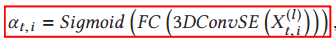 α_{t,i} = Sigmoid (FC (3DConvSE (X_{t,i}^{(l)}))).